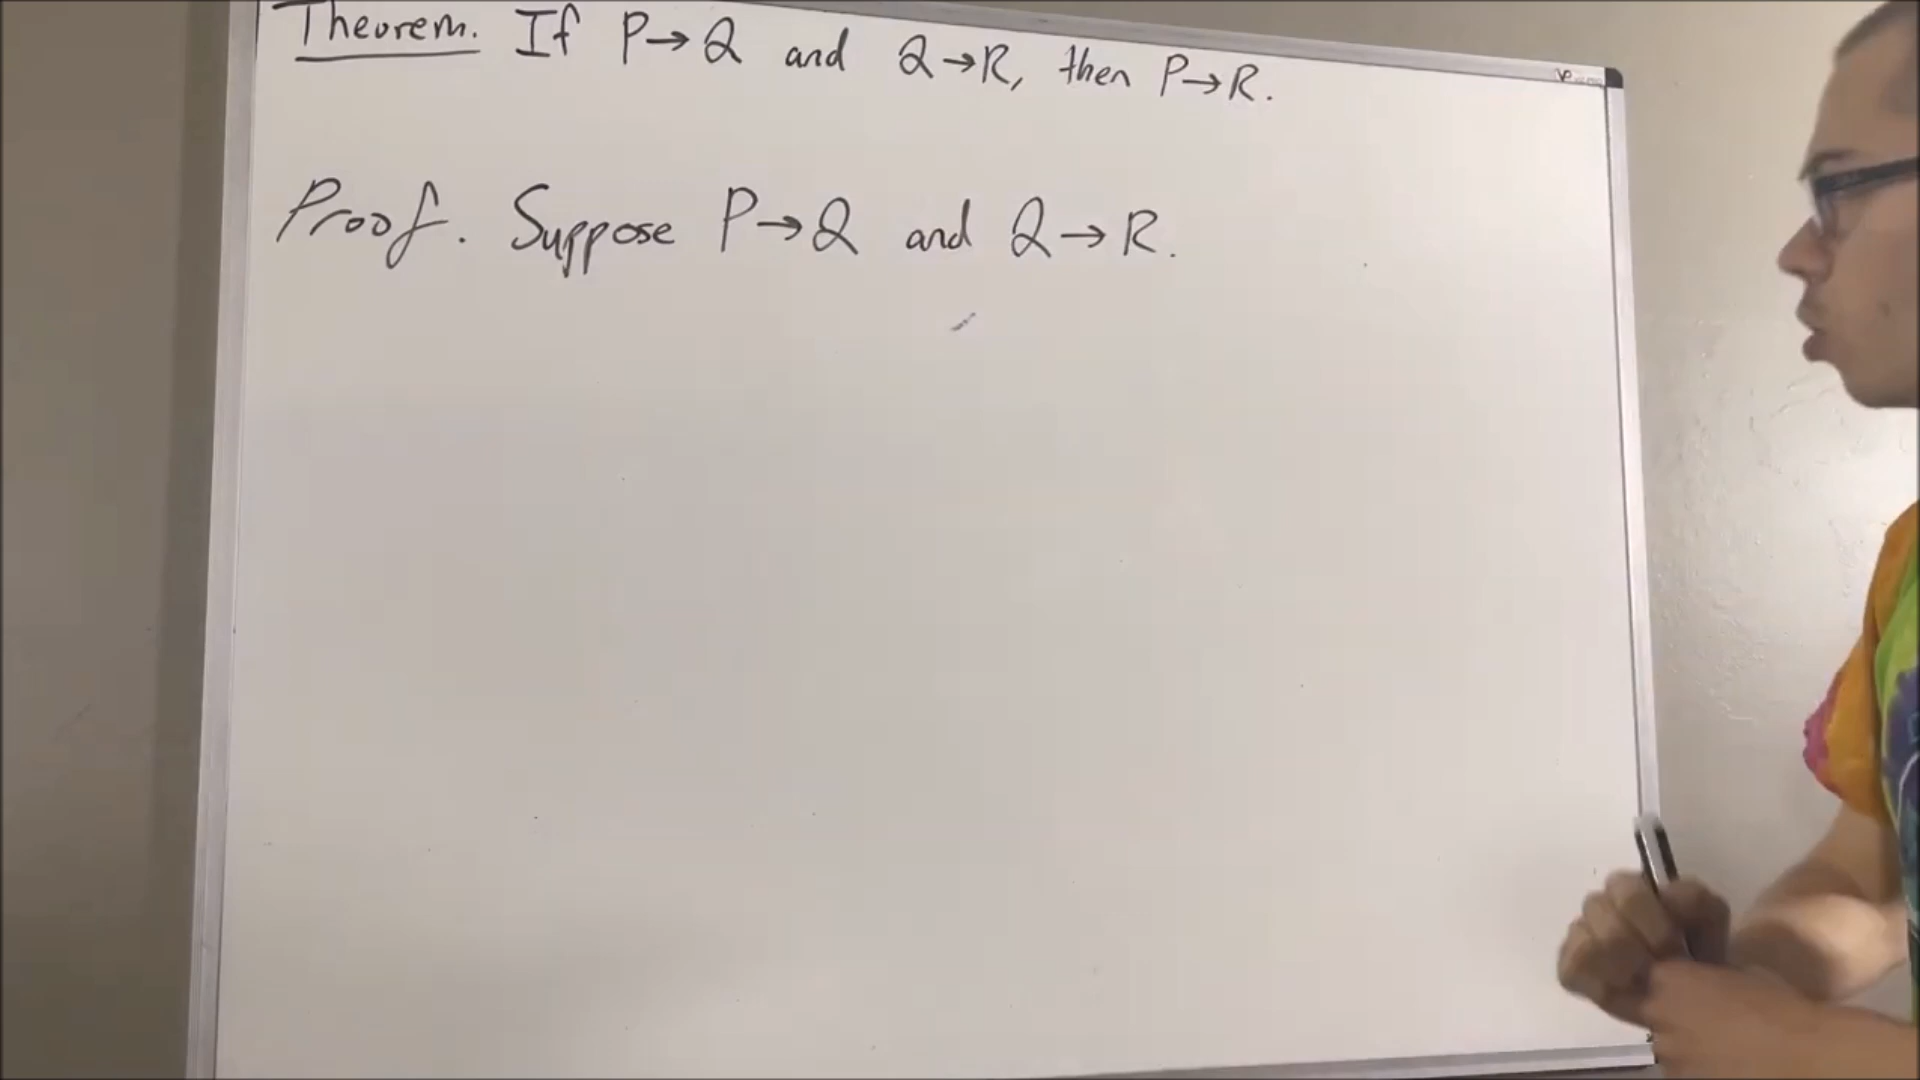 Theorem. If P→Q and Q→R, then P→R.
Proof. Suppose P→Q and Q→R.